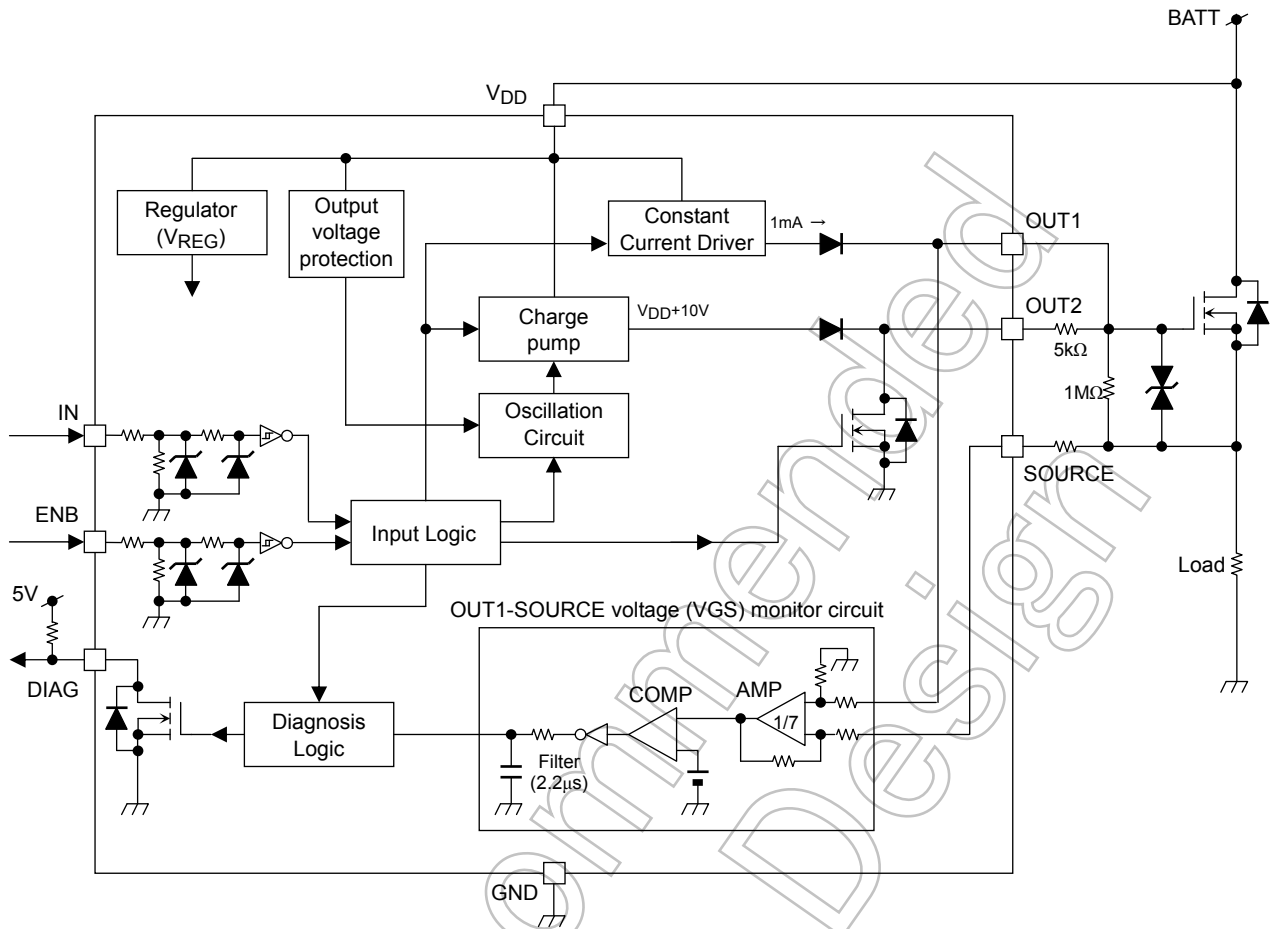 BATT
VDD
Regulator
(VREG)
Output
voltage
protection
Constant
Current Driver
1mA →
OUT1
Charge
pump
VDD+10V
OUT2
5kΩ
1MΩ
IN
Oscillation
Circuit
SOURCE
ENB
Input Logic
Load
5V
OUT1-SOURCE voltage (VGS) monitor circuit
DIAG
Diagnosis
Logic
COMP
AMP
1/7
Filter
(2.2μs)
GND
ommended
Design